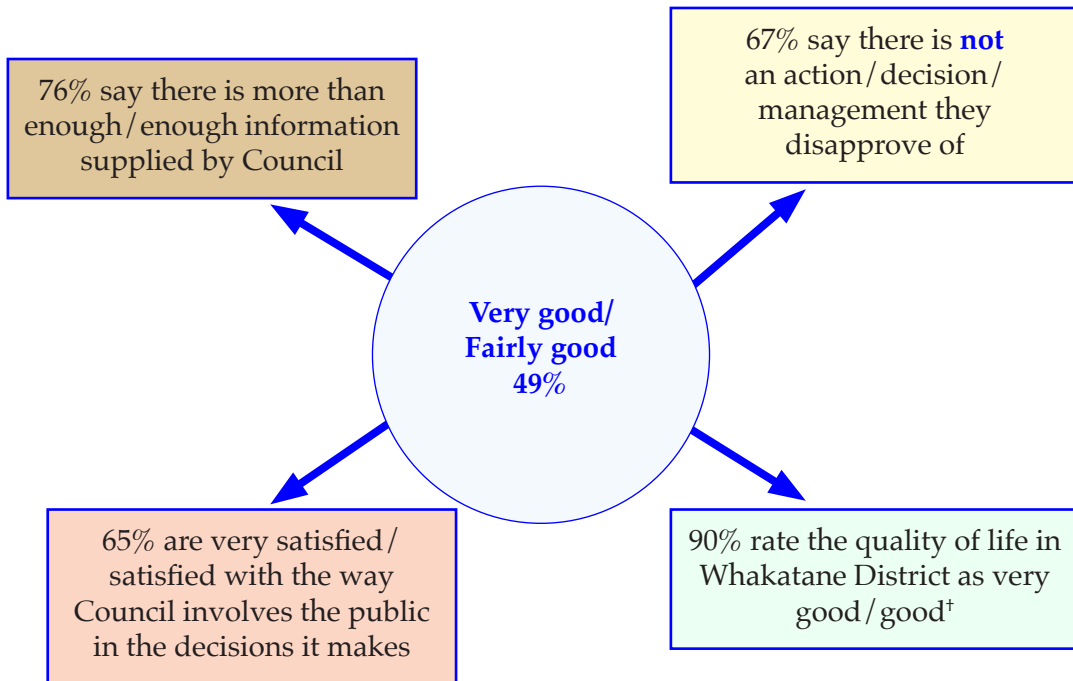 76% say there is more than
enough/enough information
supplied by Council
67% say there is not
an action/decision/
management they
disapprove of
Very good/
Fairly good
49%
65% are very satisfied/
satisfied with the way
Council involves the public
in the decisions it makes
90% rate the quality of life in
Whakatane District as very
good/good†